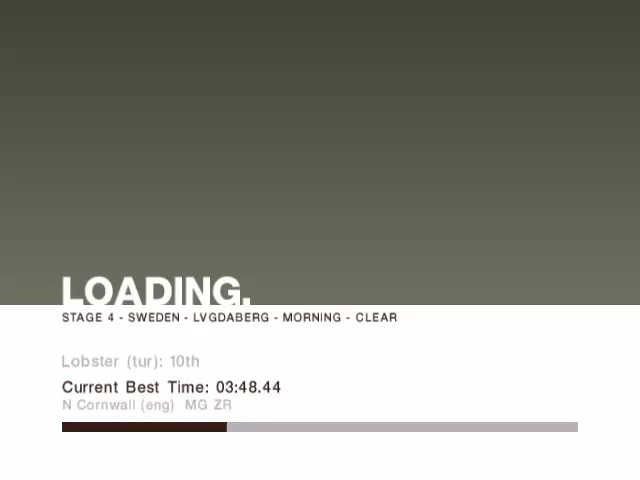 LOADING.
STAGE 4 - SWEDEN - LVGDABERG - MORNING - CLEAR
Lobster (tur): 10th
Current Best Time: 03:48.44
N Cornwall (eng) MG ZR